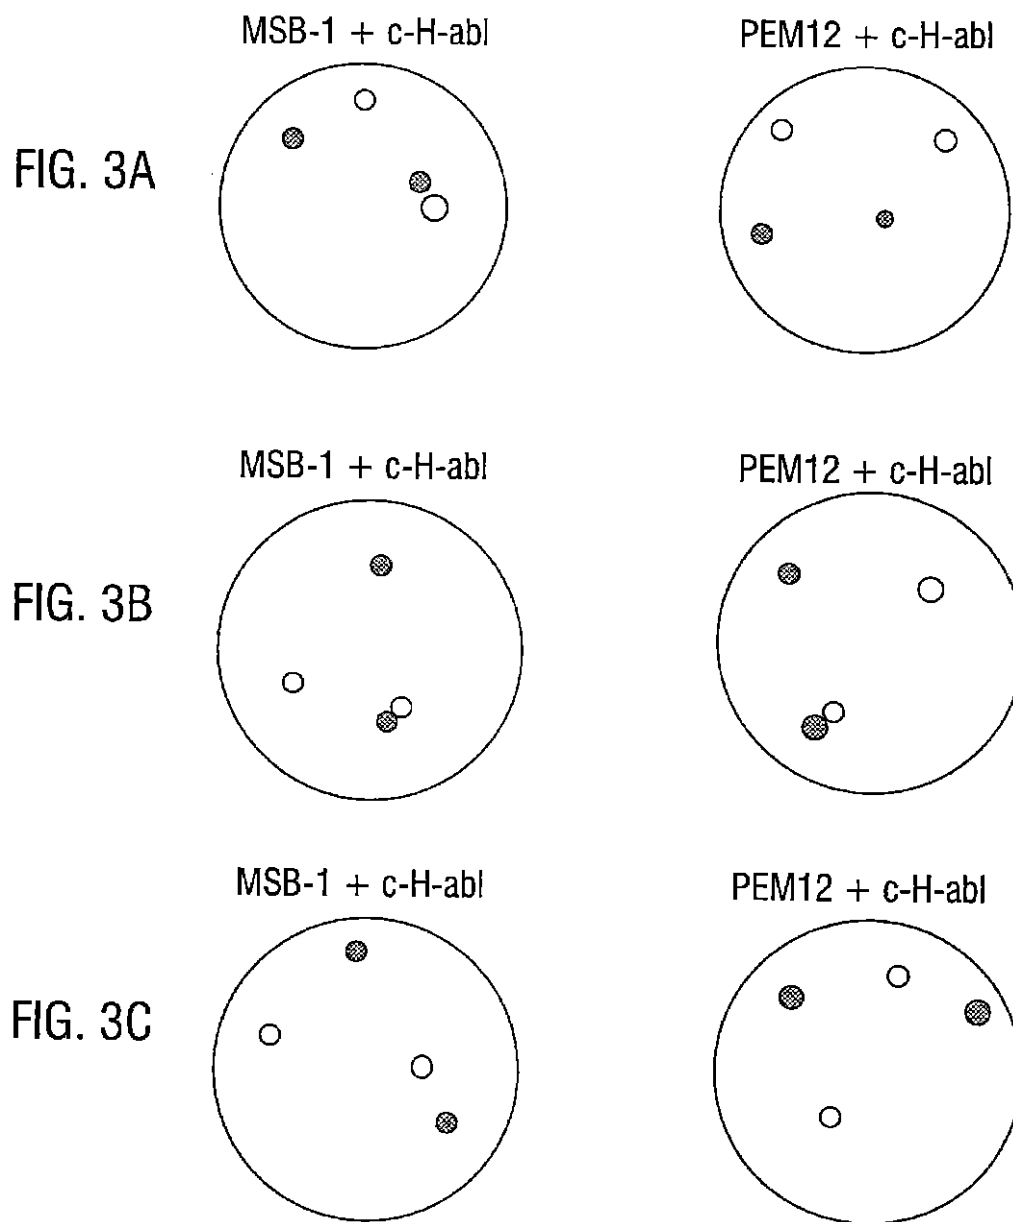 MSB-1 + c-H-abl
PEM12 + c-H-abl
FIG. 3A
MSB-1 + c-H-abl
PEM12 + c-H-abl
FIG. 3B
MSB-1 + c-H-abl
PEM12 + c-H-abl
FIG. 3C